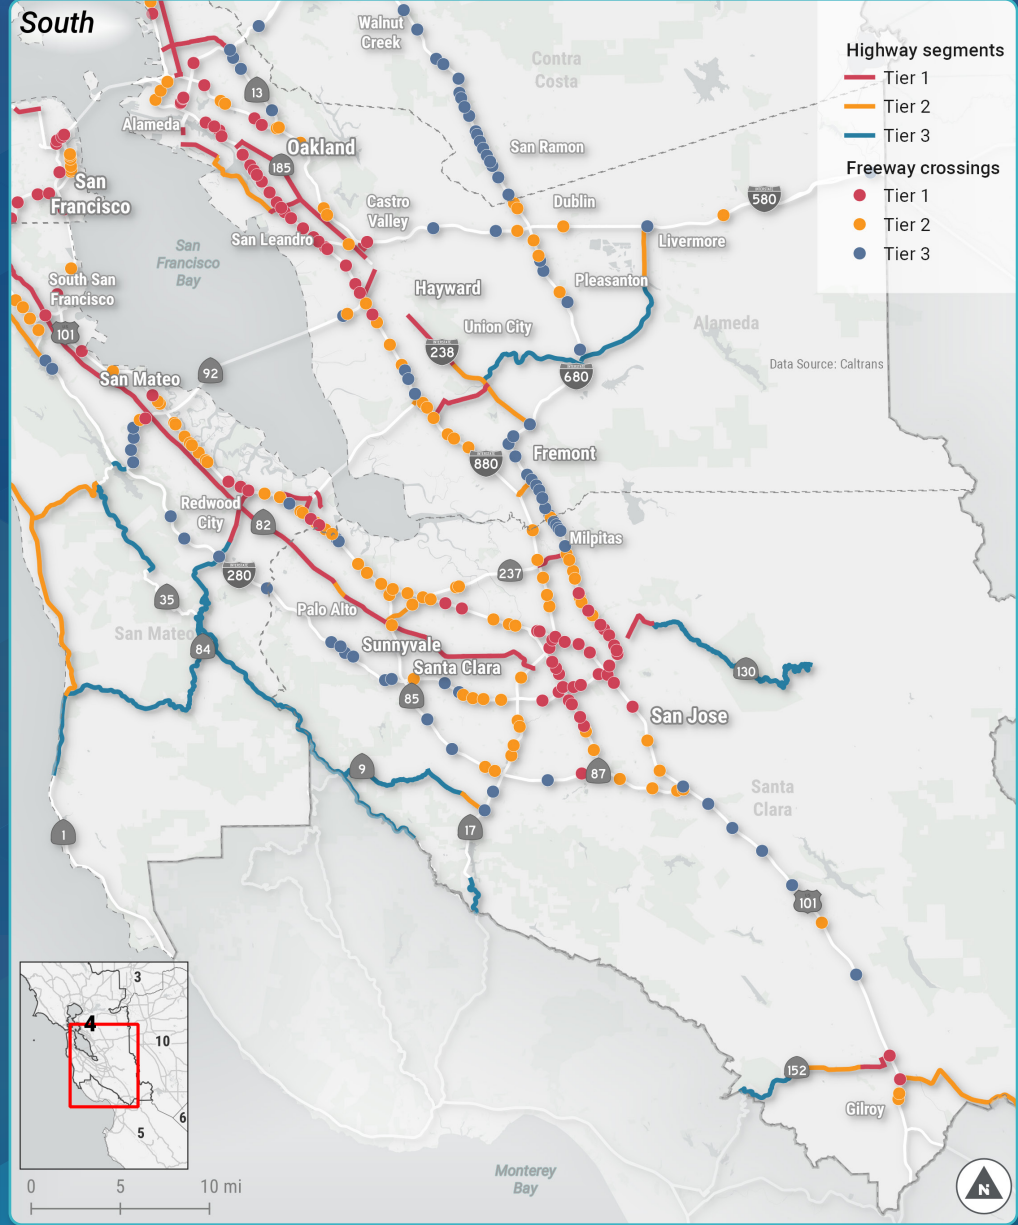 South
Walnut
Creek
Contra
Costa
Highway segments
Tier 1
Tier 2
Tier 3
Freeway crossings
Tier 1
Tier 2
Tier 3
13
Alameda
Oakland
185
San Ramon
San
Francisco
Castro
Valley
Dublin
INTERSTATE
580
San Leandro
Livermore
San
Francisco
Bay
South San
Francisco
Hayward
Pleasanton
101
Union City
Alameda
INTERSTATE
238
Data Source: Caltrans
92
San Mateo
INTERSTATE
680
Fremont
INTERSTATE
880
Redwood
City
82
Milpitas
INTERSTATE
280
237
35
Palo Alto
San Mateo
84
Sunnyvale
Santa Clara
130
85
San Jose
9
87
Santa
Clara
1
17
101
3
4
10
6
5
152
Gilroy
Monterey
Bay
0 5 10 mi
N